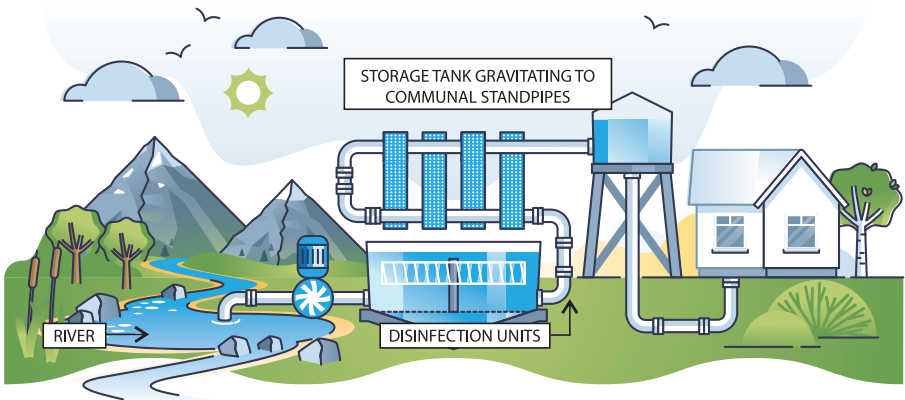 STORAGE TANK GRAVITATING TO
COMMUNAL STANDPIPES
RIVER
DISINFECTION UNITS